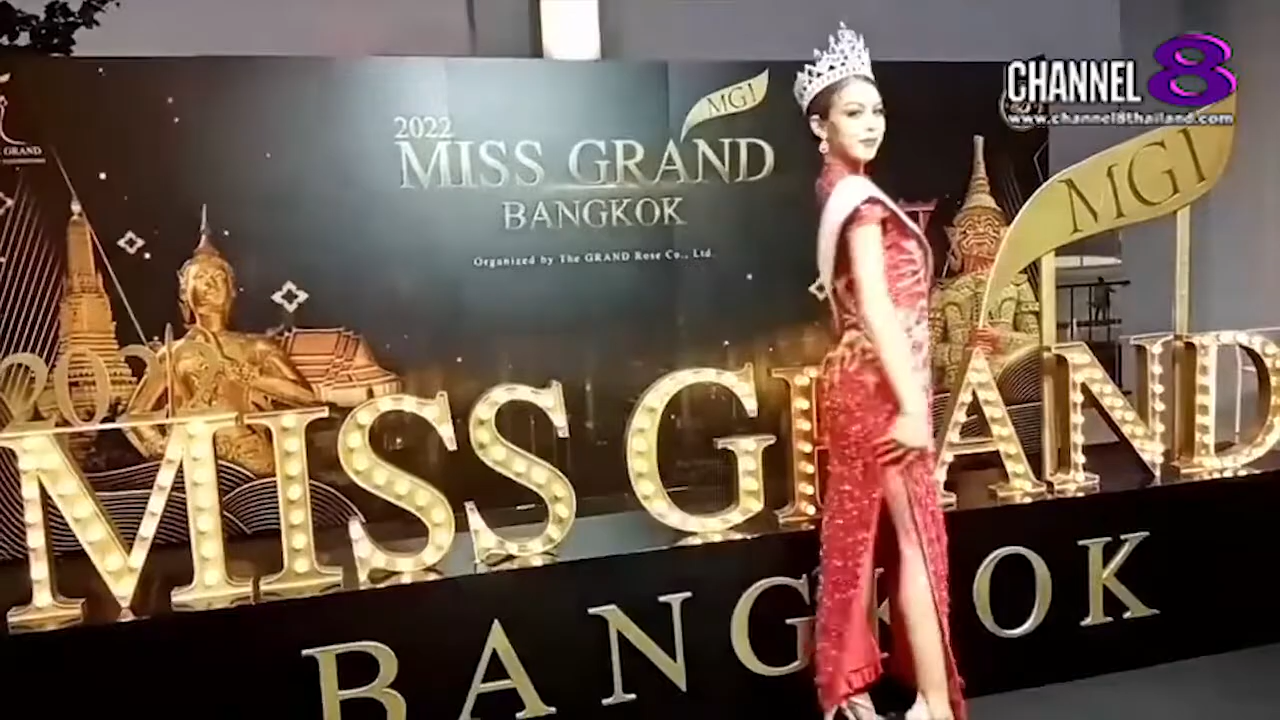 CHANNEL 8
www.channel8thailand.com
MGI
2022
MISS GRAND
BANGKOK
Organized by The GRAND Rose Co., Ltd.
MGI
2022
MISS GRAND
BANGKOK